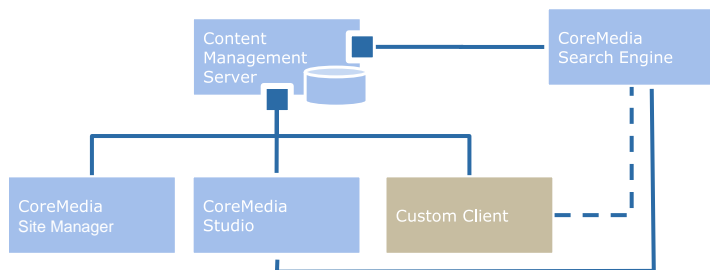 Content
Management
Server
CoreMedia
Search Engine
CoreMedia
Site Manager
CoreMedia
Studio
Custom Client